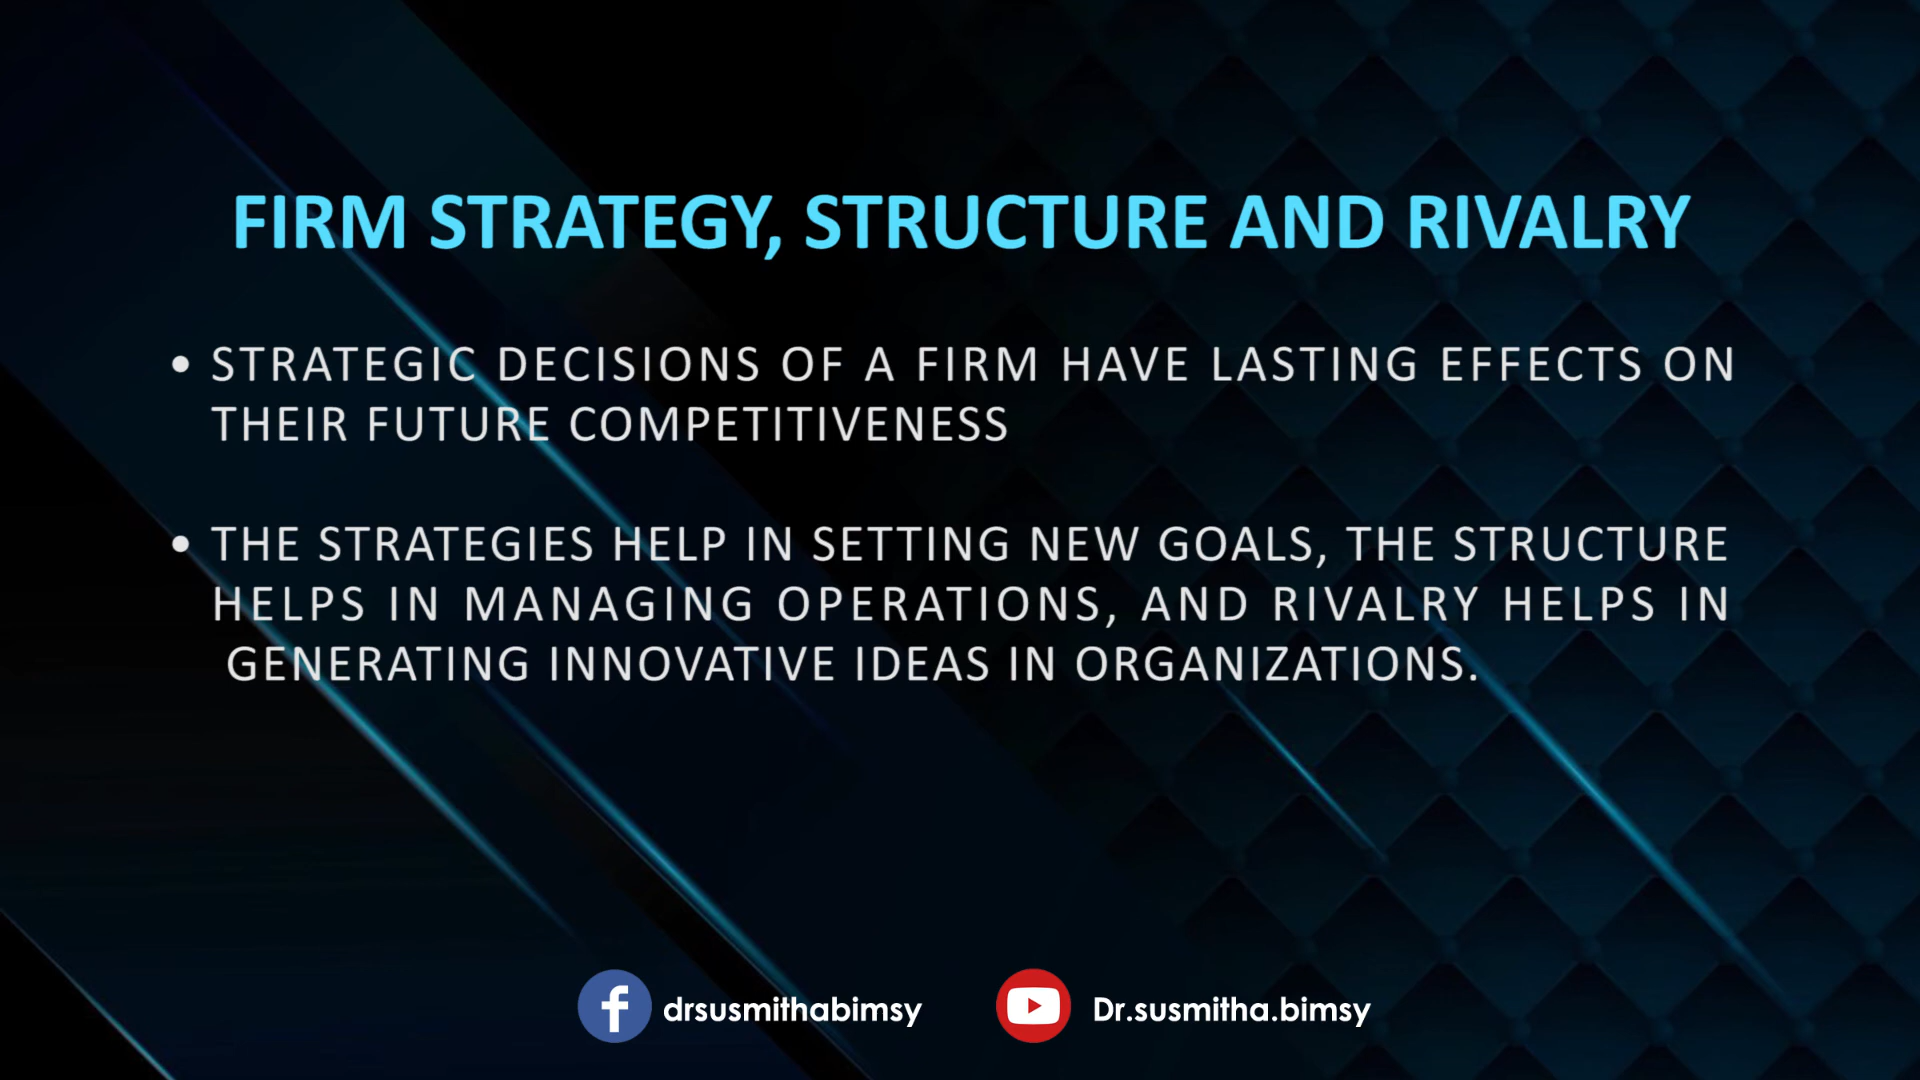 FIRM STRATEGY, STRUCTURE AND RIVALRY
• STRATEGIC DECISIONS OF A FIRM HAVE LASTING EFFECTS ON
THEIR FUTURE COMPETITIVENESS
• THE STRATEGIES HELP IN SETTING NEW GOALS, THE STRUCTURE
HELPS IN MANAGING OPERATIONS, AND RIVALRY HELPS IN
GENERATING INNOVATIVE IDEAS IN ORGANIZATIONS.
drsusmithabimsy Dr.susmitha.bimsy